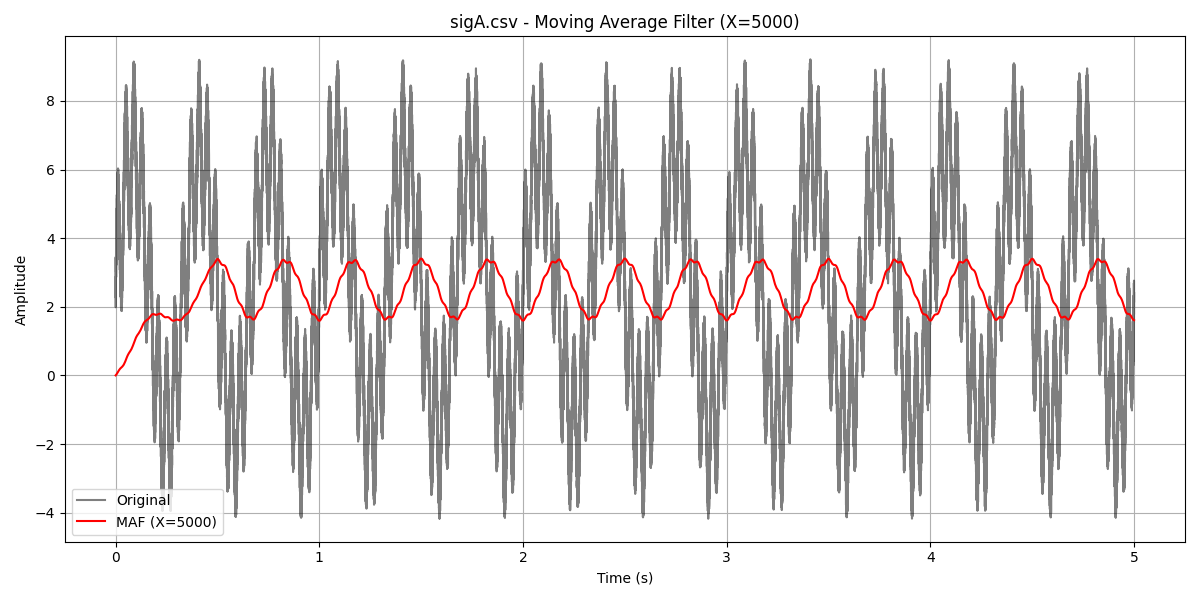 sigA.csv - Moving Average Filter (X=5000)
Amplitude
8
6
4
2
0
−2
−4
Original
MAF (X=5000)
0 1 2 3 4 5
Time (s)